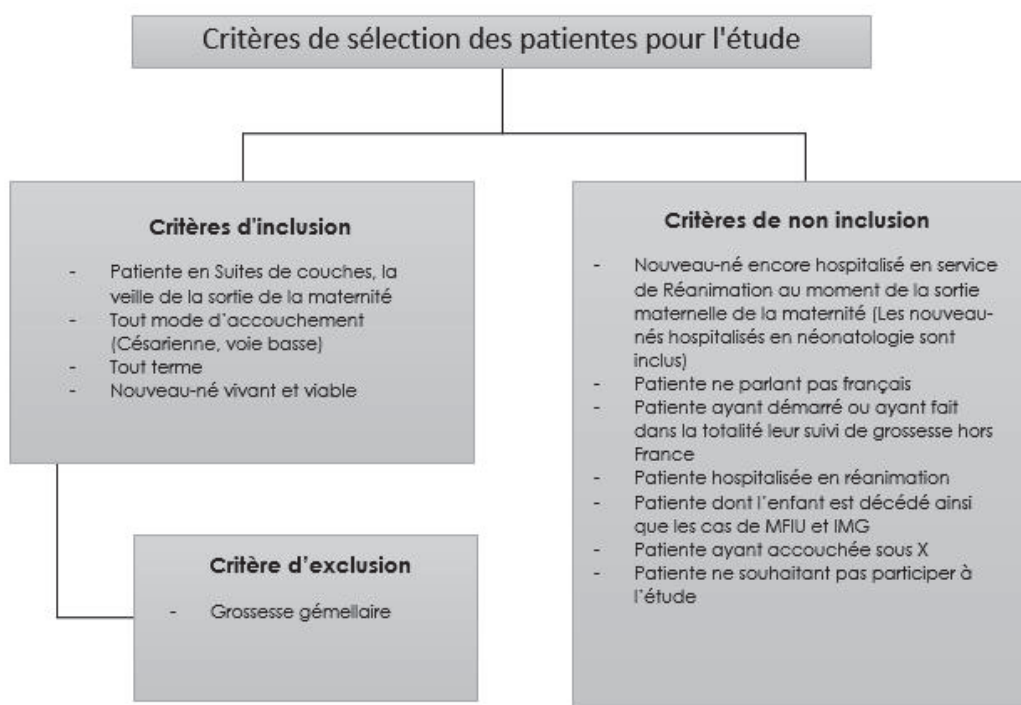 Critères de sélection des patientes pour l'étude
Critères d'inclusion
- Patiente en Suites de couches, la
veille de la sortie de la maternité
- Tout mode d'accouchement
(Césarienne, voie basse)
- Tout terme
- Nouveau-né vivant et viable
Critère d'exclusion
- Grossesse gémellaire
Critères de non inclusion
- Nouveau-né encore hospitalisé en service
de Réanimation au moment de la sortie
maternelle de la maternité (Les nouveau-
nés hospitalisés en néonatologie sont
inclus)
- Patiente ne parlant pas français
- Patiente ayant démarré ou ayant fait
dans la totalité leur suivi de grossesse hors
France
- Patiente hospitalisée en réanimation
- Patiente dont l'enfant est décédé ainsi
que les cas de MFIU et IMG
- Patiente ayant accouchée sous X
- Patiente ne souhaitant pas participer à
l'étude